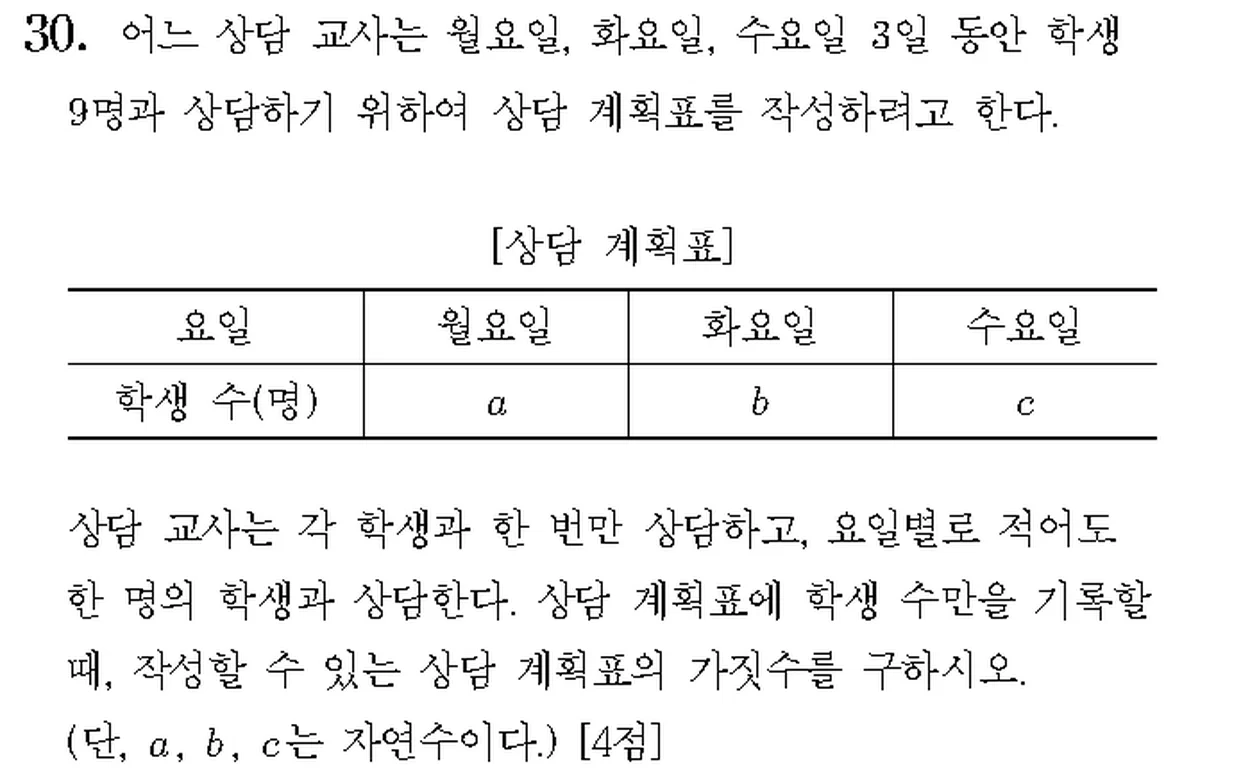 30. 어느 상담 교사는 월요일, 화요일, 수요일 3일 동안 학생
9명과 상담하기 위하여 상담 계획표를 작성하려고 한다.
[상담 계획표]
요일 월요일 화요일 수요일
학생 수(명) a b c
상담 교사는 각 학생과 한 번만 상담하고, 요일별로 적어도
한 명의 학생과 상담한다. 상담 계획표에 학생 수만을 기록할
때, 작성할 수 있는 상담 계획표의 가짓수를 구하시오.
(단, a, b, c는 자연수이다.) [4점]